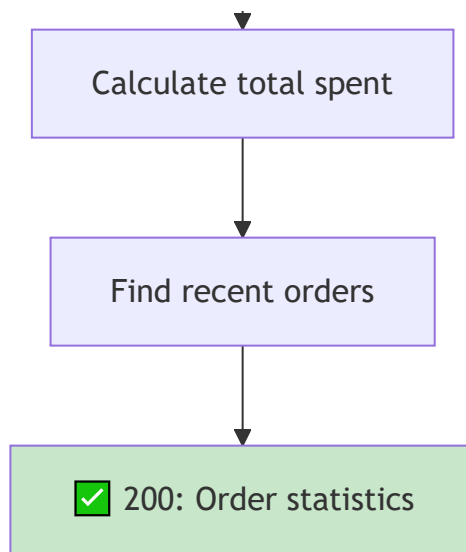 Calculate total spent
Find recent orders
✅ 200: Order statistics